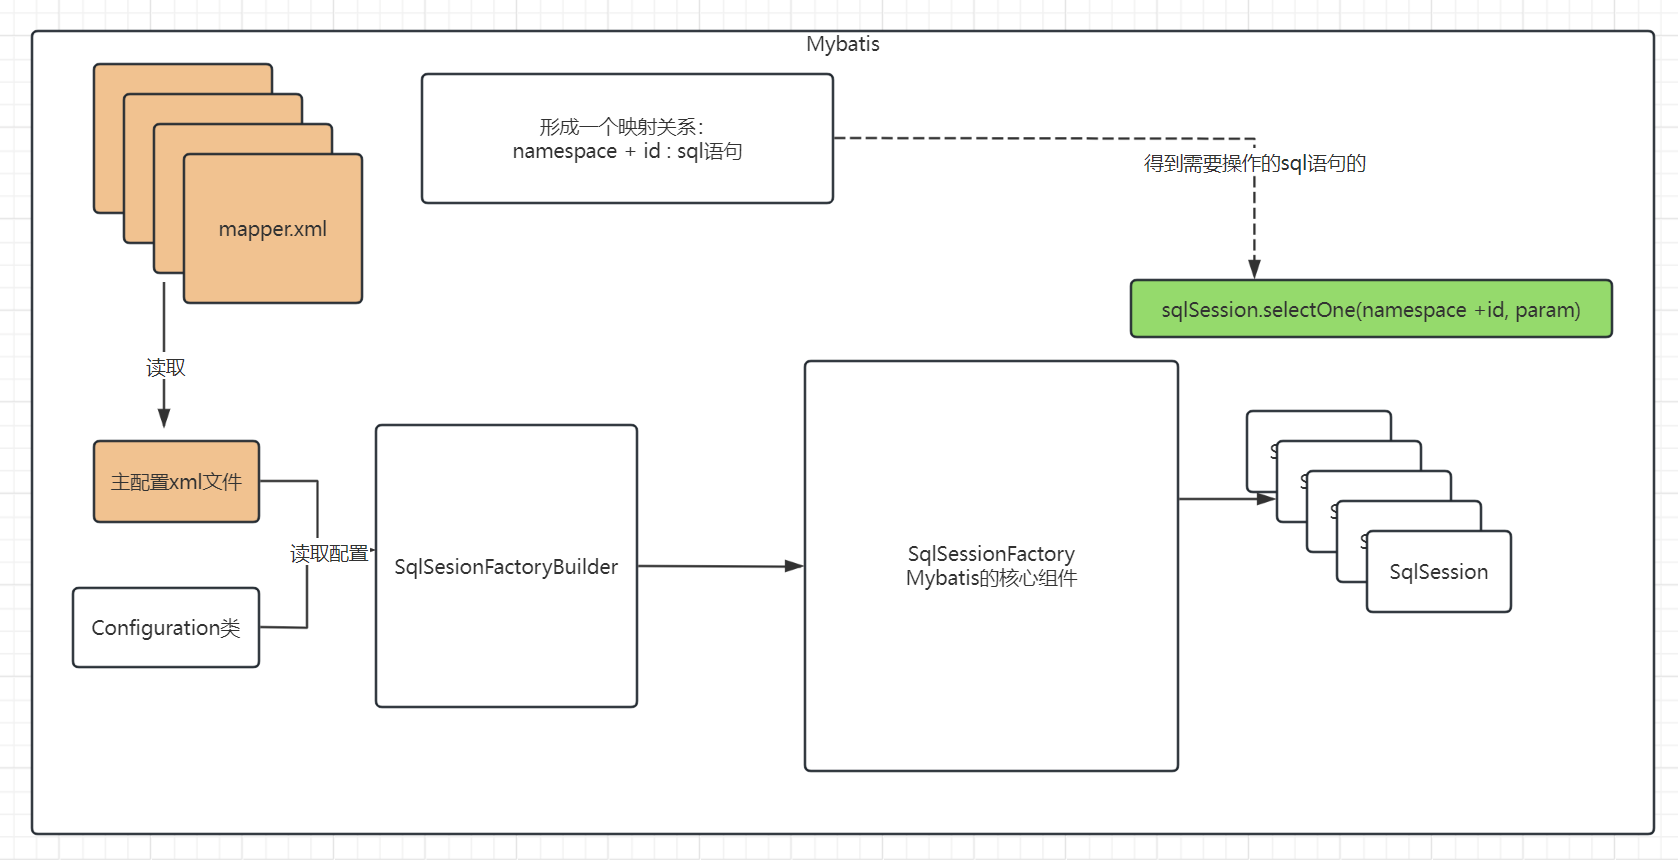 Mybatis
形成一个映射关系：
namespace + id : sql语句
得到需要操作的sql语句的
mapper.xml
sqlSession.selectOne(namespace +id, param)
读取
主配置xml文件
读取配置
SqlSesionFactoryBuilder
SqlSessionFactory
Mybatis的核心组件
S
S
S
S
SqlSession
Configuration类